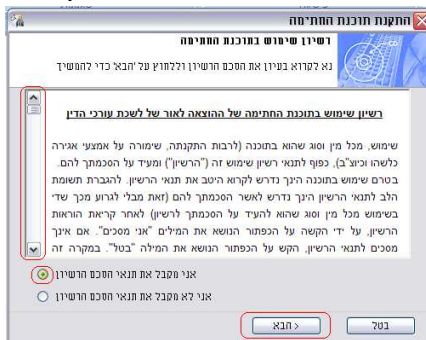 התקנת תוכנת החתימה
רשיון שימוש בתוכנת החתימה
נא לקרוא בעיון את הסכם הרשיון וללחוץ על 'הבא' כדי להמשיך
רשיון שימוש בתוכנת החתימה של ההוצאה לאור של לשכת עורכי הדין
שימוש, מכל מין וסוג שהוא בתוכנה (לרבות התקנתה, שימורה על אמצעי אגירה
כלשהו וכיוצ"ב), כפוף לתנאי רשיון שימוש זה ("הרשיון") ומעיד על הסכמתך להם.
בטרם שימוש בתוכנה הינך נדרש לקרוא היטב את תנאי הרשיון. להגברת תשומת
הלב לתנאי הרשיון, הינך נדרש לאשר הסכמתך להם (זאת מבלי לגרוע מכך שדי
בשימוש מכל מין וסוג שהוא להעיד על הסכמתך לרשיון) לאחר קריאת הוראות
הרשיון, על ידי הקשה על הכפתור הנושא את המילים "אני מסכים". אם אינך
מסכים לתנאי הרשיון, הקש על הכפתור הנושא את המילה "בטל". במקרה זה
אני מקבל את תנאי הסכם הרשיון
אני לא מקבל את תנאי הסכם הרשיון
הבא >
בטל